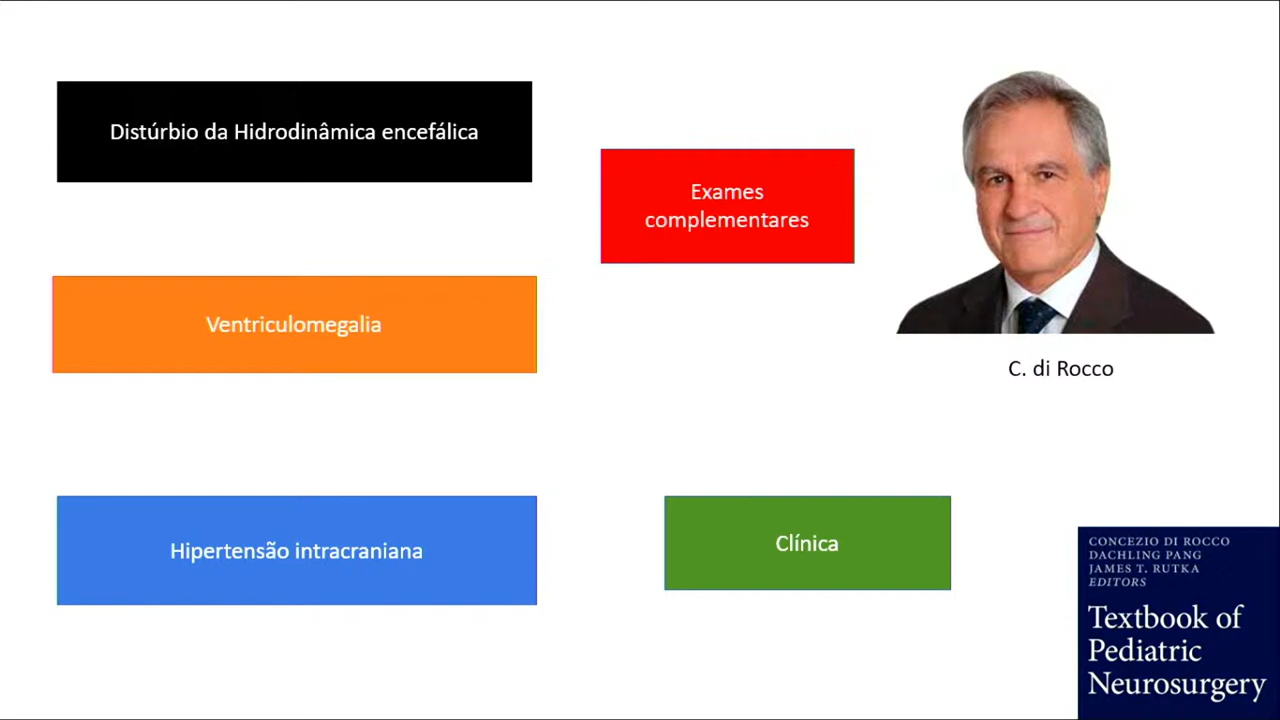 Distúrbio da Hidrodinâmica encefálica
Exames
complementares
Ventriculomegalia
C. di Rocco
Hipertensão intracraniana
Clínica
CONCEZIO DI ROCCO
DACHLING PANG
JAMES T. RUTKA
EDITORS
Textbook of
Pediatric
Neurosurgery